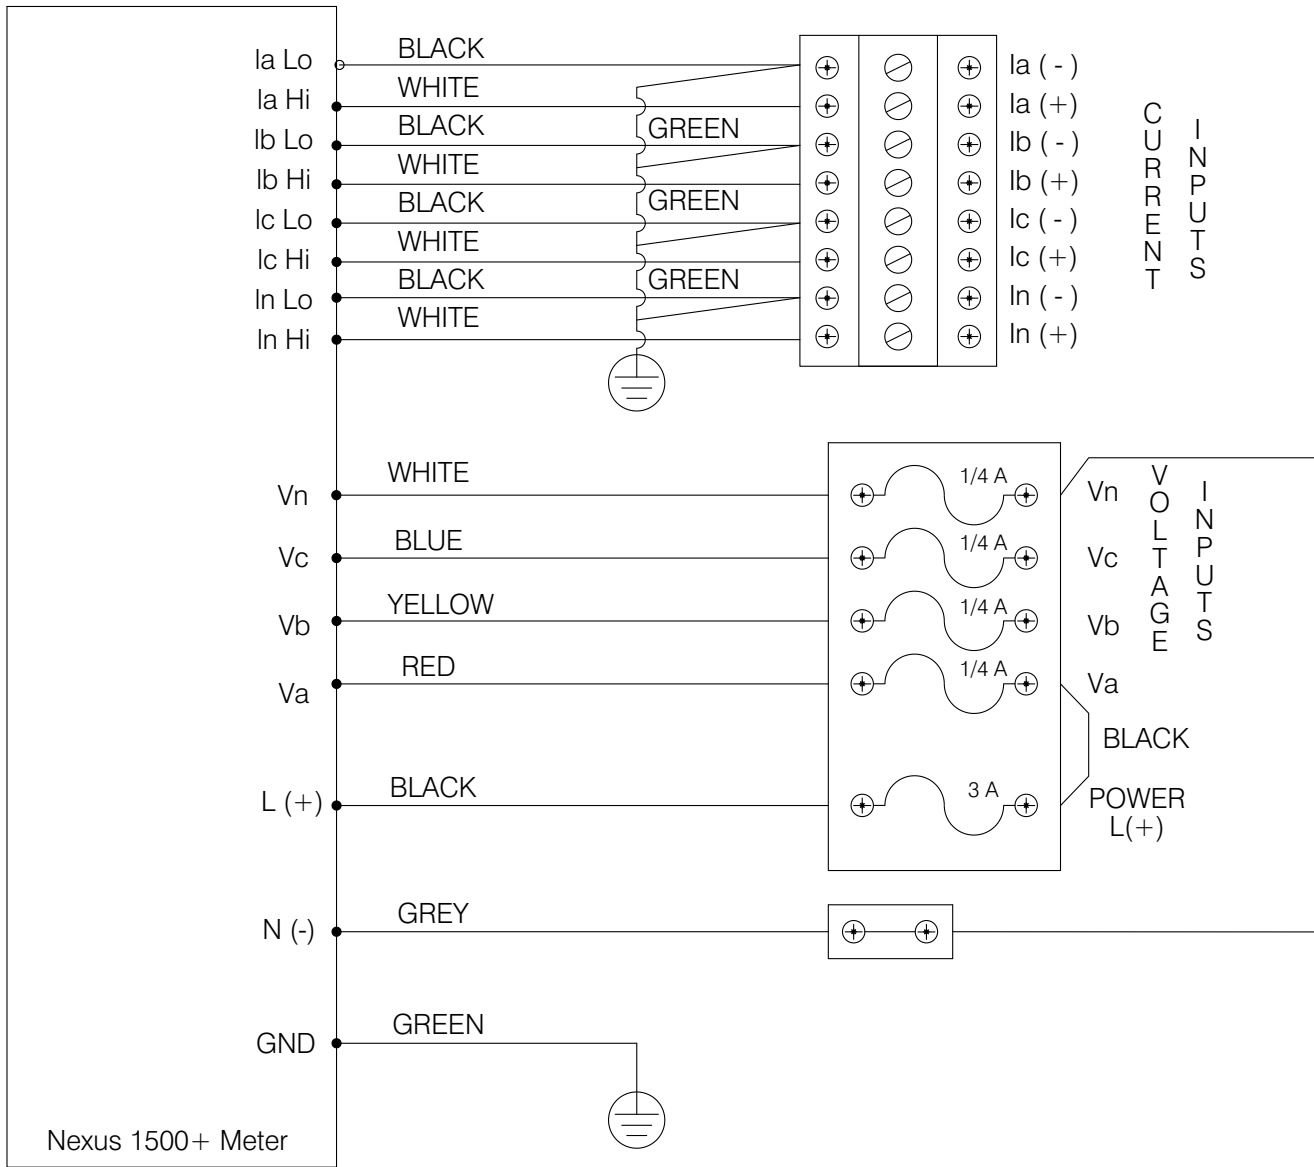 Ia Lo BLACK Ia ( - )
Ia Hi WHITE Ia (+)
Ib Lo BLACK GREEN Ib ( - )
Ib Hi WHITE Ib (+)
Ic Lo BLACK GREEN Ic ( - )
Ic Hi WHITE Ic (+)
In Lo BLACK GREEN In ( - )
In Hi WHITE In (+)
CURRENT
INPUTS
Vn WHITE 1/4 A Vn
Vc BLUE 1/4 A Vc
Vb YELLOW 1/4 A Vb
Va RED 1/4 A Va
VOLTAGE
INPUTS
BLACK
L (+) BLACK 3 A POWER
L(+)
N (-) GREY
GND GREEN
Nexus 1500+ Meter